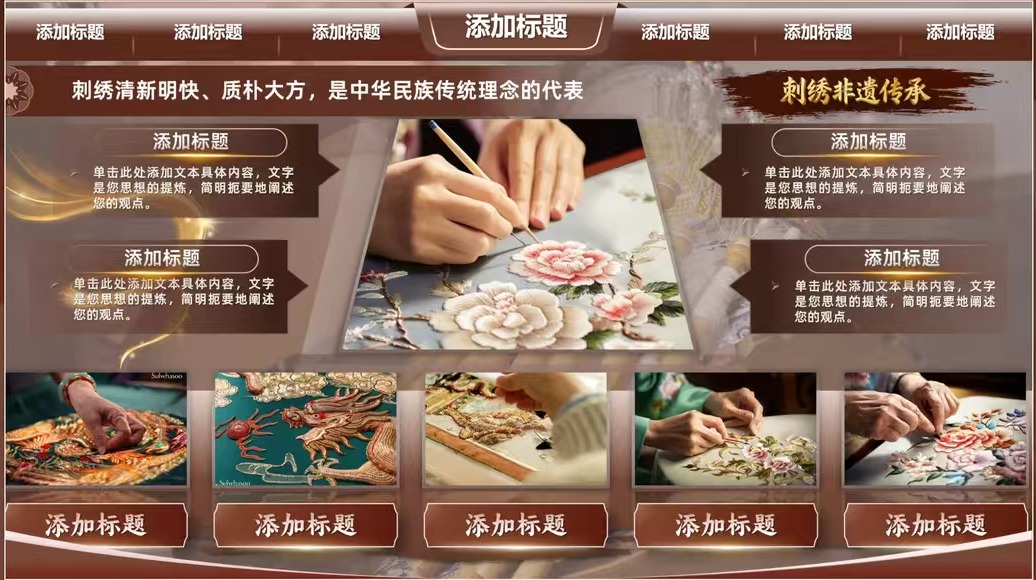 添加标题
添加标题
添加标题
添加标题
添加标题
添加标题
添加标题
刺绣清新明快、质朴大方，是中华民族传统理念的代表
刺绣非遗传承
添加标题
单击此处添加文本具体内容，文字
是您思想的提炼，简明扼要地阐述
您的观点。
添加标题
单击此处添加文本具体内容，文字
是您思想的提炼，简明扼要地阐述
您的观点。
添加标题
单击此处添加文本具体内容，文字
是您思想的提炼，简明扼要地阐述
您的观点。
添加标题
单击此处添加文本具体内容，文字
是您思想的提炼，简明扼要地阐述
您的观点。
Sulwhasoo
Sulwhasoo
添加标题
添加标题
添加标题
添加标题
添加标题